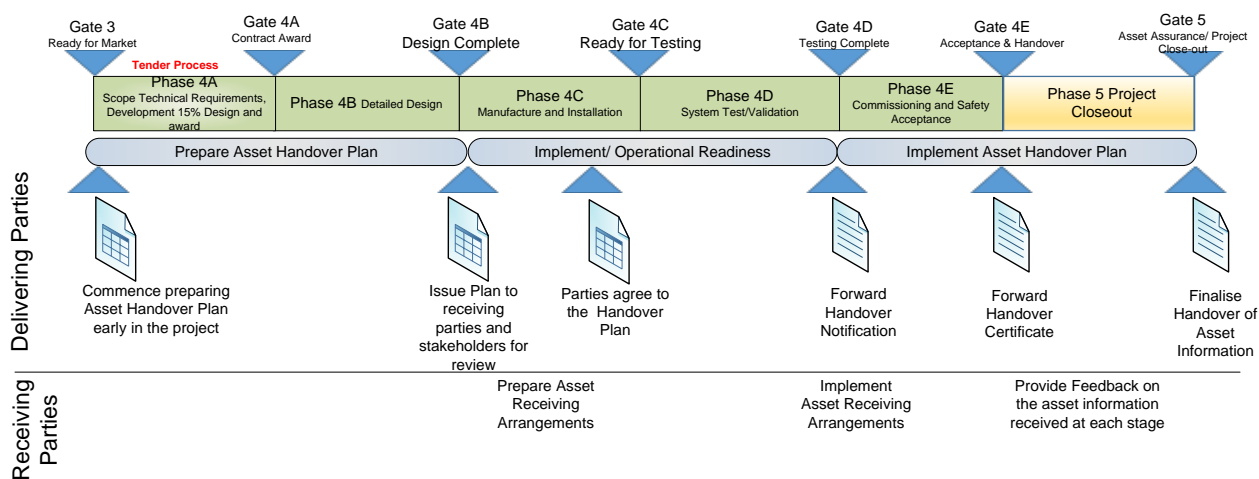 Gate 3
Ready for Market
Gate 4A
Contract Award
Gate 4B
Design Complete
Gate 4C
Ready for Testing
Gate 4D
Testing Complete
Gate 4E
Acceptance & Handover
Gate 5
Asset Assurance/ Project
Close-out
Tender Process
Phase 4A
Scope Technical Requirements,
Development 15% Design and
award
Phase 4B Detailed Design
Phase 4C
Manufacture and Installation
Phase 4D
System Test/Validation
Phase 4E
Commissioning and Safety
Acceptance
Phase 5 Project
Closeout
Prepare Asset Handover Plan
Implement/ Operational Readiness
Implement Asset Handover Plan
Delivering Parties
Commence preparing
Asset Handover Plan
early in the project
Issue Plan to
receiving
parties and
stakeholders for
review
Parties agree to
the Handover
Plan
Forward
Handover
Notification
Forward
Handover
Certificate
Finalise
Handover of
Asset
Information
Receiving
Parties
Prepare Asset
Receiving
Arrangements
Implement
Asset Receiving
Arrangements
Provide Feedback on
the asset information
received at each stage